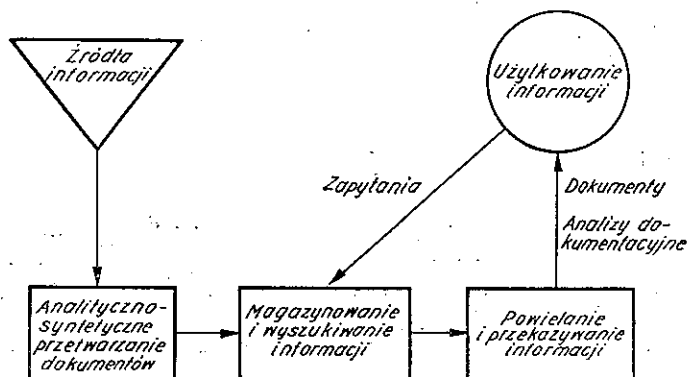 Źródła
informacji
Użytkowanie
informacji
Zapytania
Dokumenty
Analizy do-
kumentacyjne
Analityczno-
syntetyczne
przetwarzanie
dokumentów
Magazynowanie
i wyszukiwanie
informacji
Powielanie
i przekazywanie
informacji